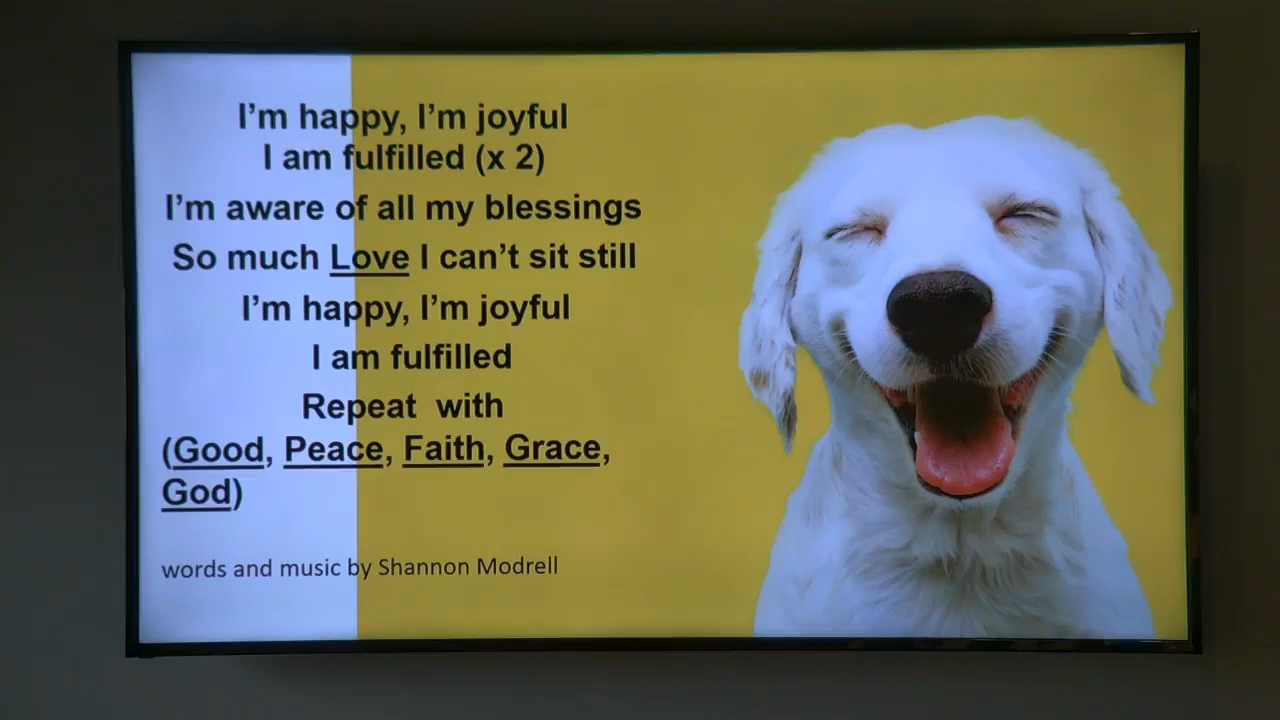 I'm happy, I'm joyful
I am fulfilled (x 2)
I'm aware of all my blessings
So much Love I can't sit still
I'm happy, I'm joyful
I am fulfilled
Repeat with
(Good, Peace, Faith, Grace,
God)
words and music by Shannon Modrell